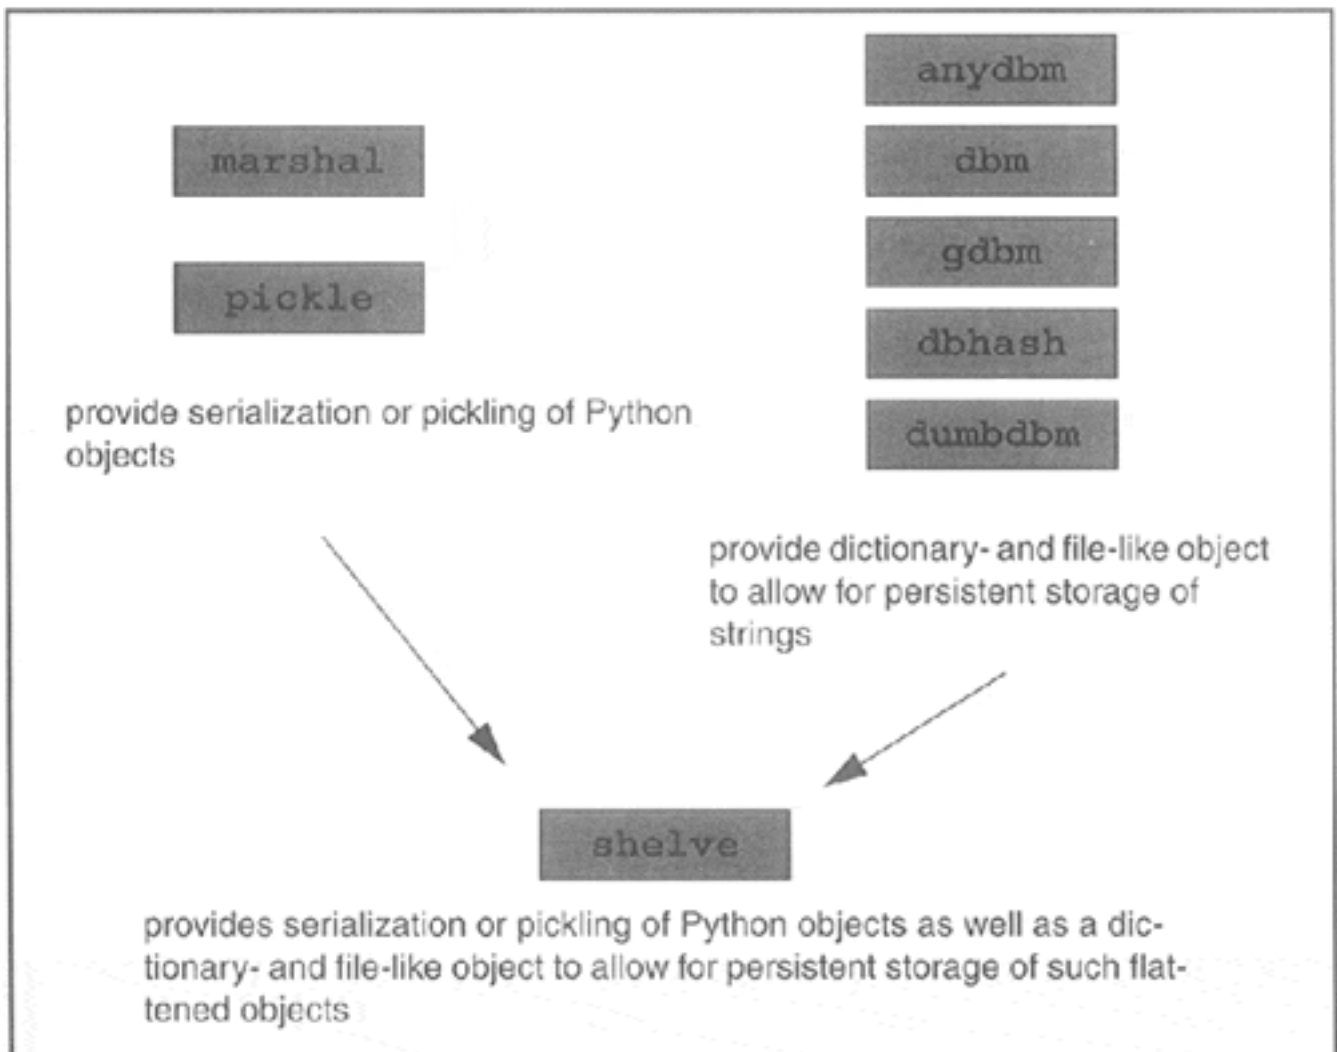 marshal
pickle
provide serialization or pickling of Python
objects
anydbm
dbm
gdbm
dbhash
dumbdbm
provide dictionary- and file-like object
to allow for persistent storage of
strings
shelve
provides serialization or pickling of Python objects as well as a dic-
tionary- and file-like object to allow for persistent storage of such flat-
tened objects